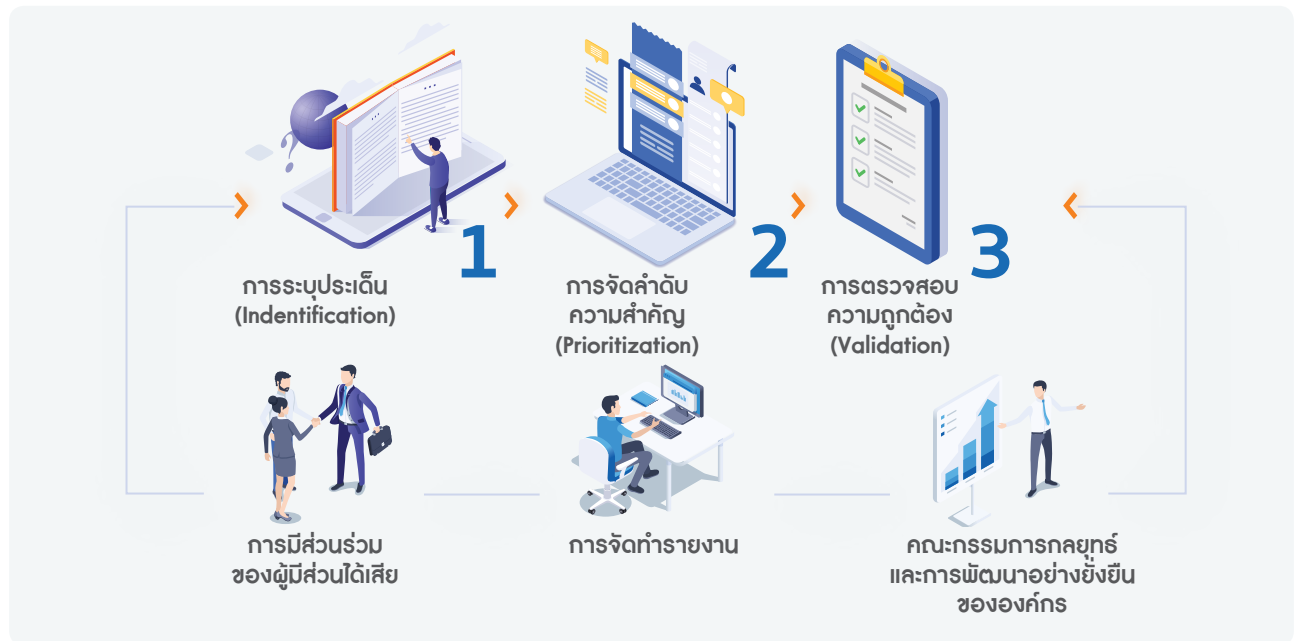 1
การระบุประเด็น
(Indentification)
2
การจัดลำดับ
ความสำคัญ
(Prioritization)
3
การตรวจสอบ
ความถูกต้อง
(Validation)
การมีส่วนร่วม
ของผู้มีส่วนได้เสีย
การจัดทำรายงาน
คณะกรรมการกลยุทธ์
และการพัฒนาอย่างยั่งยืน
ขององค์กร